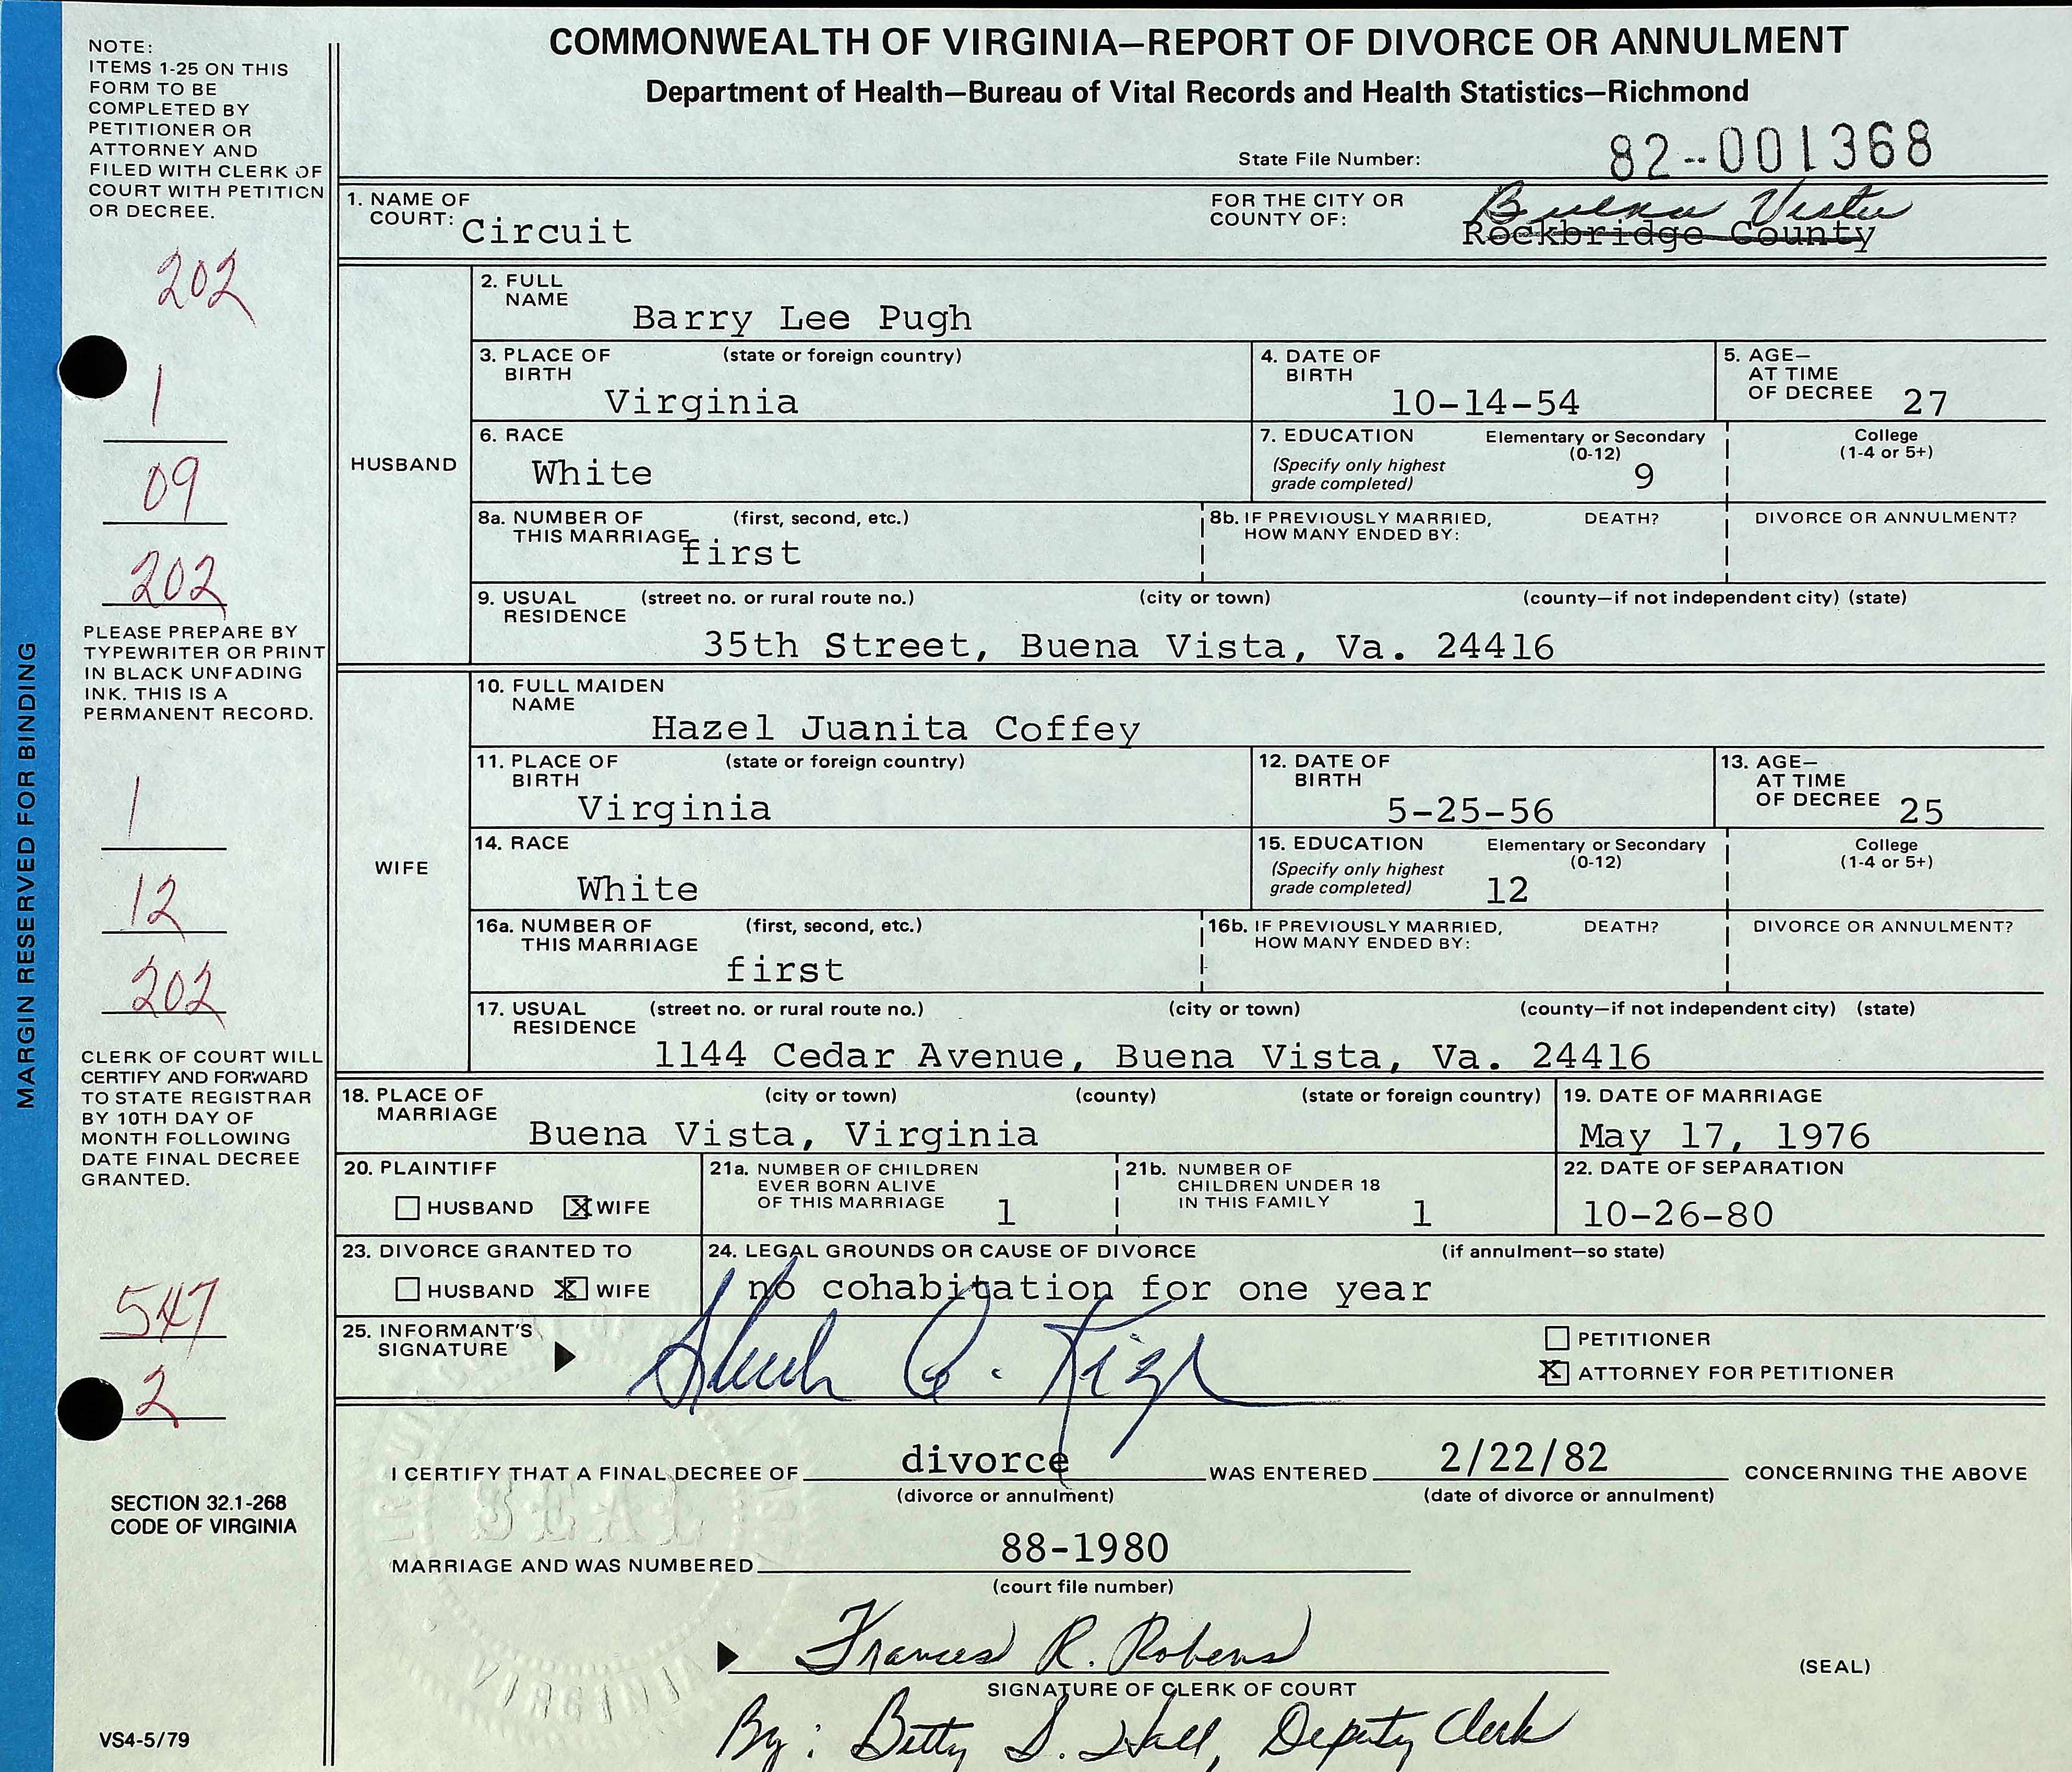 COMMONWEALTH OF VIRGINIA—REPORT OF DIVORCE OR ANNULMENT
Department of Health—Bureau of Vital Records and Health Statistics—Richmond
State File Number: 82--001368
MARGIN RESERVED FOR BINDING
NOTE:
ITEMS 1-25 ON THIS
FORM TO BE
COMPLETED BY
PETITIONER OR
ATTORNEY AND
FILED WITH CLERK OF
COURT WITH PETITION
OR DECREE.
202
1
09
202
PLEASE PREPARE BY
TYPEWRITER OR PRINT
IN BLACK UNFADING
INK. THIS IS A
PERMANENT RECORD.
1
12
202
CLERK OF COURT WILL
CERTIFY AND FORWARD
TO STATE REGISTRAR
BY 10TH DAY OF
MONTH FOLLOWING
DATE FINAL DECREE
GRANTED.
547
2
SECTION 32.1-268
CODE OF VIRGINIA
VS4-5/79
1. NAME OF
COURT: Circuit
FOR THE CITY OR
COUNTY OF:
Buena Vista
Rockbridge County
HUSBAND
2. FULL
NAME
Barry Lee Pugh
3. PLACE OF
BIRTH
(state or foreign country)
Virginia
4. DATE OF
BIRTH
10-14-54
5. AGE—
AT TIME
OF DECREE 27
6. RACE
White
7. EDUCATION
(Specify only highest
grade completed)
Elementary or Secondary
(0-12)
9
College
(1-4 or 5+)
8a. NUMBER OF
THIS MARRIAGE
(first, second, etc.)
first
8b. IF PREVIOUSLY MARRIED,
HOW MANY ENDED BY:
DEATH?
DIVORCE OR ANNULMENT?
9. USUAL
RESIDENCE
(street no. or rural route no.) (city or town) (county—if not independent city) (state)
35th Street, Buena Vista, Va. 24416
WIFE
10. FULL MAIDEN
NAME
Hazel Juanita Coffey
11. PLACE OF
BIRTH
(state or foreign country)
Virginia
12. DATE OF
BIRTH
5-25-56
13. AGE—
AT TIME
OF DECREE 25
14. RACE
White
15. EDUCATION
(Specify only highest
grade completed)
Elementary or Secondary
(0-12)
12
College
(1-4 or 5+)
16a. NUMBER OF
THIS MARRIAGE
(first, second, etc.)
first
16b. IF PREVIOUSLY MARRIED,
HOW MANY ENDED BY:
DEATH?
DIVORCE OR ANNULMENT?
17. USUAL
RESIDENCE
(street no. or rural route no.) (city or town) (county—if not independent city) (state)
1144 Cedar Avenue, Buena Vista, Va. 24416
18. PLACE OF
MARRIAGE
(city or town) (county) (state or foreign country)
Buena Vista, Virginia
19. DATE OF MARRIAGE
May 17, 1976
20. PLAINTIFF
HUSBAND X WIFE
21a. NUMBER OF CHILDREN
EVER BORN ALIVE
OF THIS MARRIAGE 1
21b. NUMBER OF
CHILDREN UNDER 18
IN THIS FAMILY 1
22. DATE OF SEPARATION
10-26-80
23. DIVORCE GRANTED TO
HUSBAND X WIFE
24. LEGAL GROUNDS OR CAUSE OF DIVORCE (if annulment—so state)
no cohabitation for one year
25. INFORMANT'S
SIGNATURE
PETITIONER
X ATTORNEY FOR PETITIONER
I CERTIFY THAT A FINAL DECREE OF divorce WAS ENTERED 2/22/82 CONCERNING THE ABOVE
(divorce or annulment) (date of divorce or annulment)
MARRIAGE AND WAS NUMBERED 88-1980
(court file number)
SEAL
VIRGINIA
Frances R. Robens
SIGNATURE OF CLERK OF COURT
(SEAL)
By: Betty S. Hall, Deputy Clerk